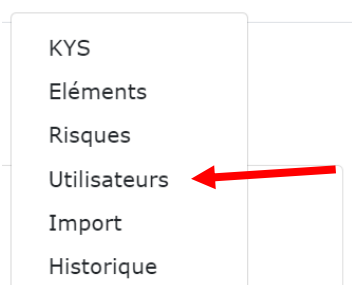 KYS
Eléments
Risques
Utilisateurs
Import
Historique